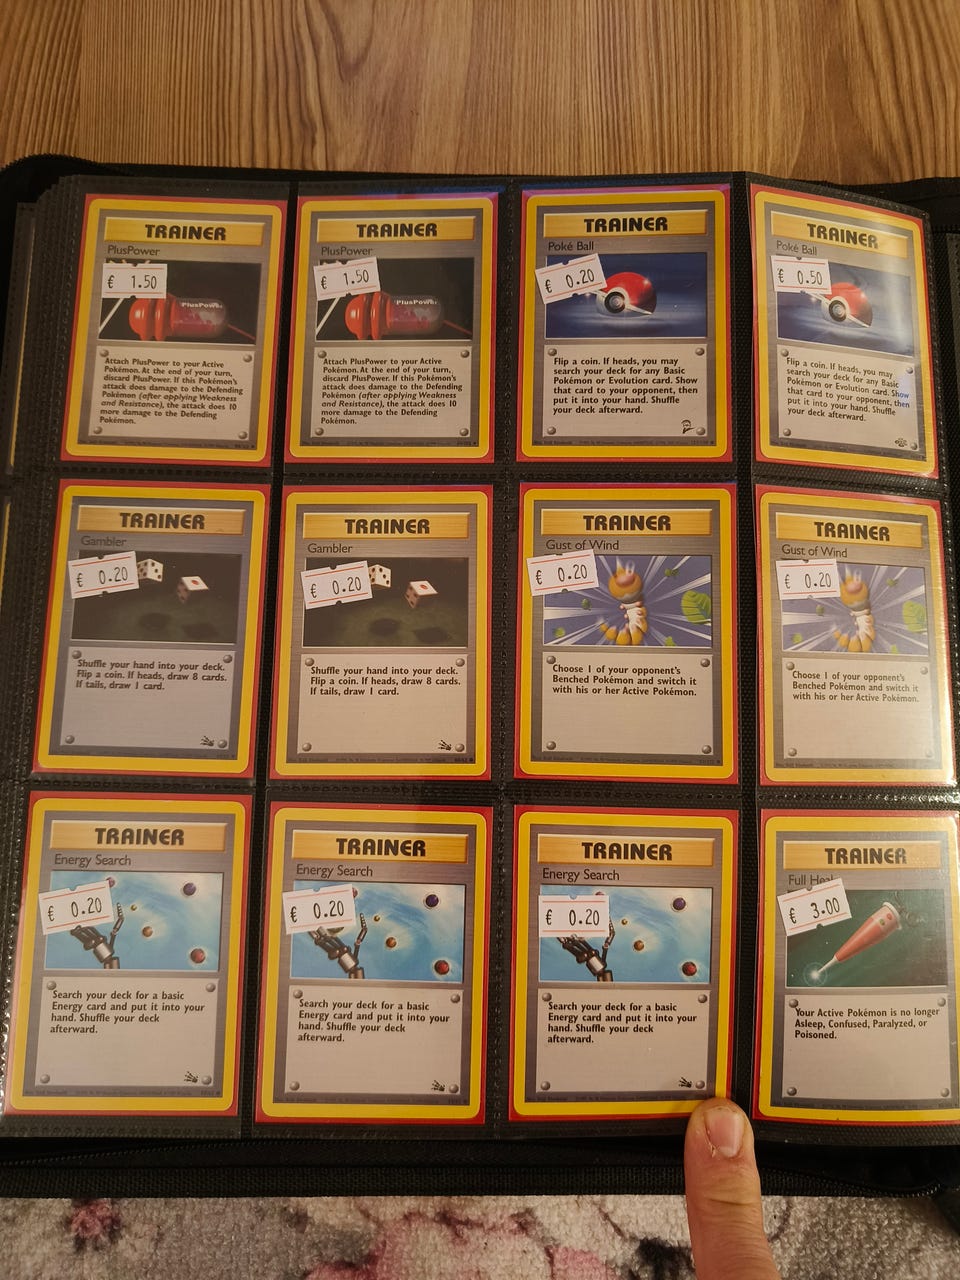 TRAINER
PlusPower
€ 1.50
PlusPower
Attach PlusPower to your Active
Pokémon. At the end of your turn,
discard PlusPower. If this Pokémon's
attack does damage to the Defending
Pokémon (after applying Weakness
and Resistance), the attack does 10
more damage to the Defending
Pokémon.
TRAINER
PlusPower
€ 1.50
PlusPower
Attach PlusPower to your Active
Pokémon. At the end of your turn,
discard PlusPower. If this Pokémon's
attack does damage to the Defending
Pokémon (after applying Weakness
and Resistance), the attack does 10
more damage to the Defending
Pokémon.
TRAINER
Poké Ball
€ 0.20
Flip a coin. If heads, you may
search your deck for any Basic
Pokémon or Evolution card. Show
that card to your opponent, then
put it into your hand. Shuffle
your deck afterward.
TRAINER
Poké Ball
€ 0.50
Flip a coin. If heads, you may
search your deck for any Basic
Pokémon or Evolution card. Show
that card to your opponent, then
put it into your hand. Shuffle
your deck afterward.
TRAINER
Gambler
€ 0.20
Shuffle your hand into your deck.
Flip a coin. If heads, draw 8 cards.
If tails, draw 1 card.
TRAINER
Gambler
€ 0.20
Shuffle your hand into your deck.
Flip a coin. If heads, draw 8 cards.
If tails, draw 1 card.
TRAINER
Gust of Wind
€ 0.20
Choose 1 of your opponent's
Benched Pokémon and switch it
with his or her Active Pokémon.
TRAINER
Gust of Wind
€ 0.20
Choose 1 of your opponent's
Benched Pokémon and switch it
with his or her Active Pokémon.
TRAINER
Energy Search
€ 0.20
Search your deck for a basic
Energy card and put it into your
hand. Shuffle your deck
afterward.
TRAINER
Energy Search
€ 0.20
Search your deck for a basic
Energy card and put it into your
hand. Shuffle your deck
afterward.
TRAINER
Energy Search
€ 0.20
Search your deck for a basic
Energy card and put it into your
hand. Shuffle your deck
afterward.
TRAINER
Full Heal
€ 3.00
Your Active Pokémon is no longer
Asleep, Confused, Paralyzed, or
Poisoned.